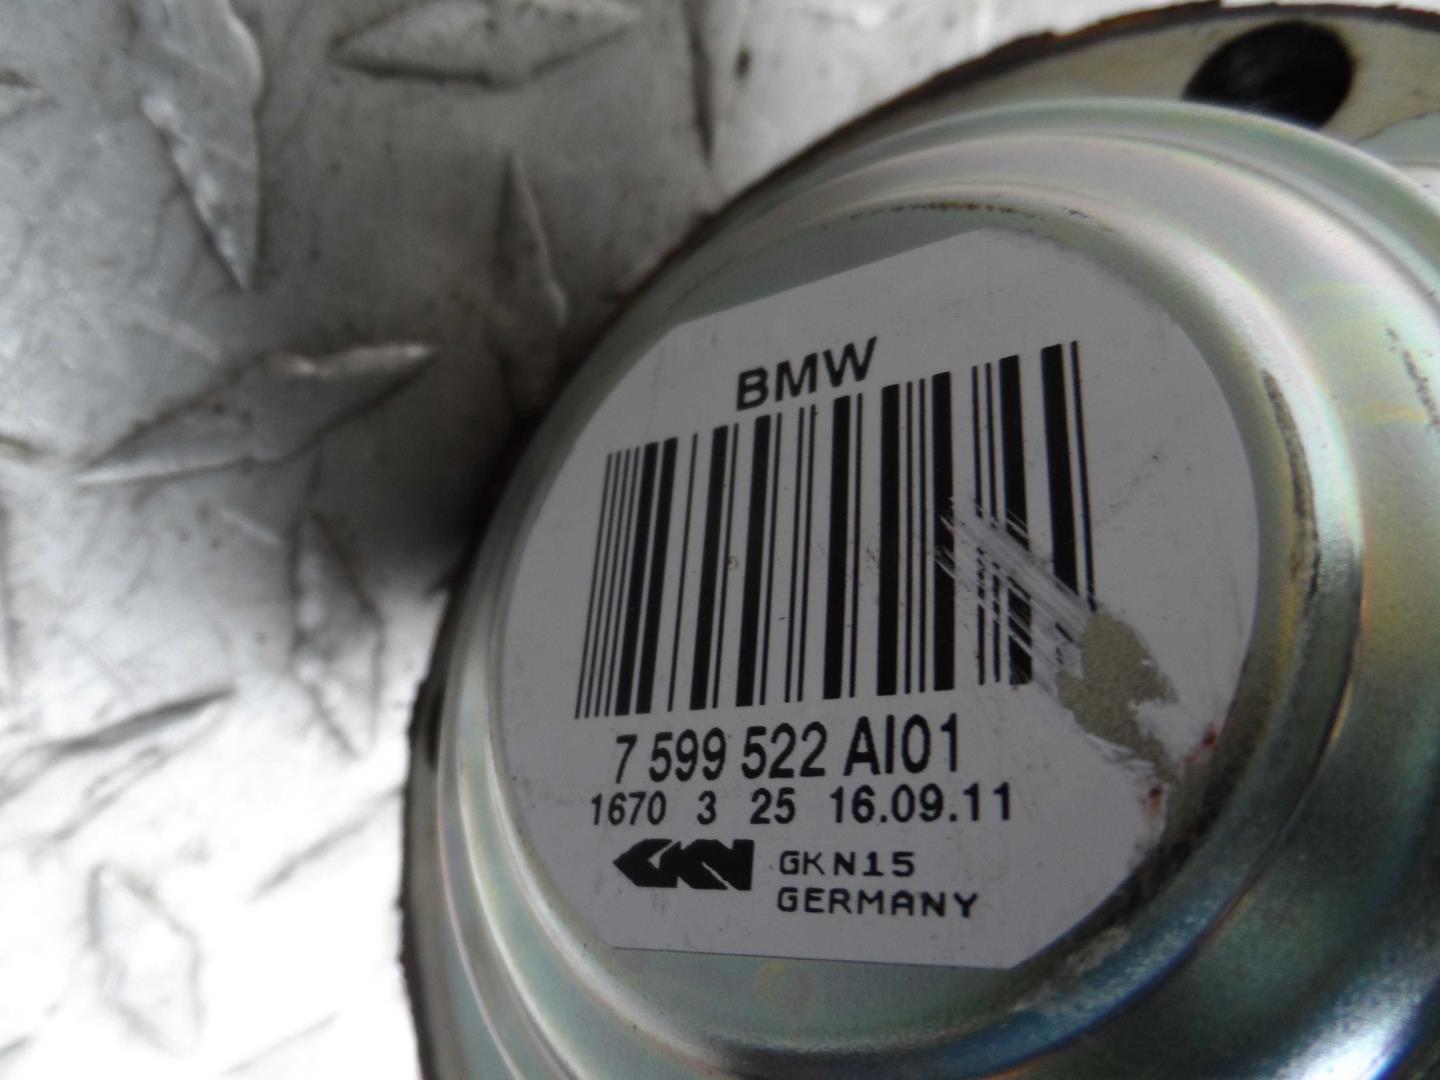 BMW
7 599 522 AI01
1670 3 25 16.09.11
GKN GKN15
GERMANY